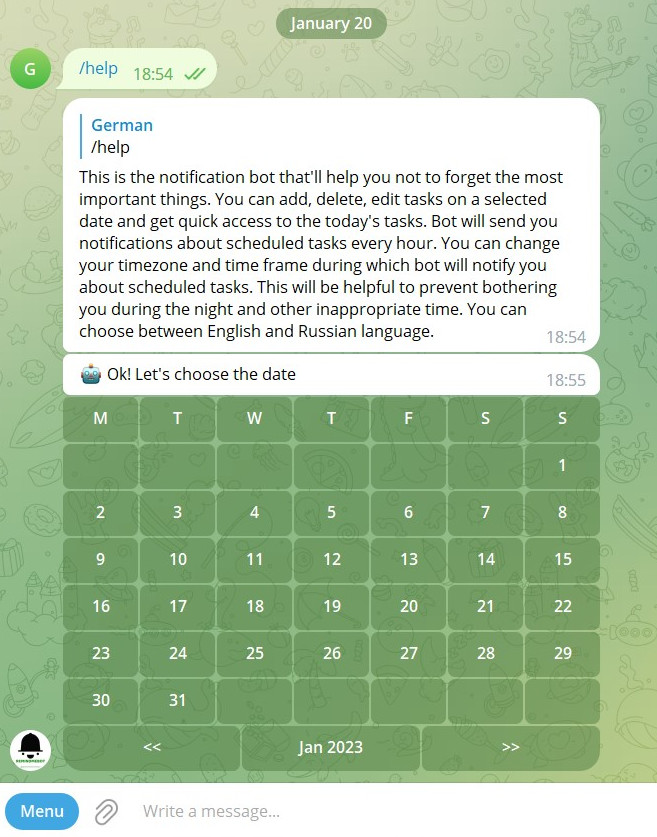 January 20
G
/help 18:54
German
/help
This is the notification bot that'll help you not to forget the most
important things. You can add, delete, edit tasks on a selected
date and get quick access to the today's tasks. Bot will send you
notifications about scheduled tasks every hour. You can change
your timezone and time frame during which bot will notify you
about scheduled tasks. This will be helpful to prevent bothering
you during the night and other inappropriate time. You can
choose between English and Russian language.
18:54
🤖 Ok! Let's choose the date
18:55
M T W T F S S
1
2 3 4 5 6 7 8
9 10 11 12 13 14 15
16 17 18 19 20 21 22
23 24 25 26 27 28 29
30 31
<< Jan 2023 >>
Menu Write a message...